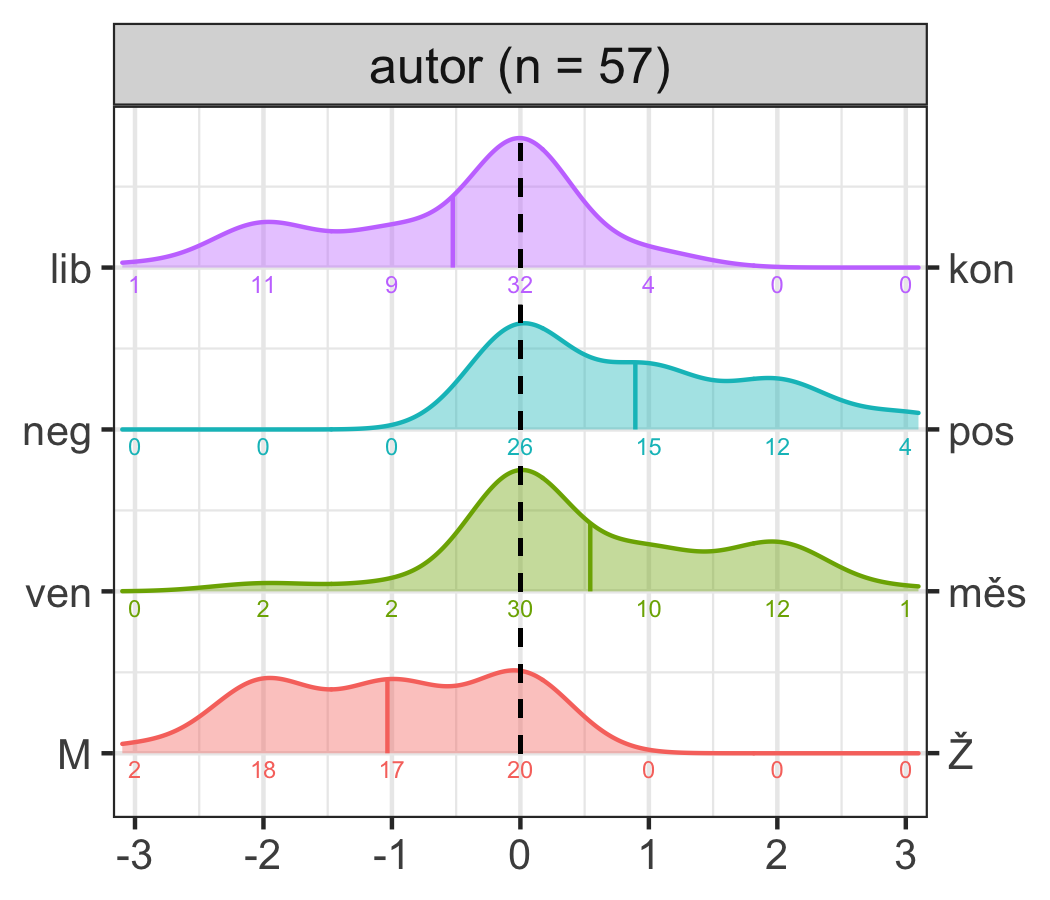 autor (n = 57)
lib kon
1 11 9 32 4 0 0
neg pos
0 0 0 26 15 12 4
ven měs
0 2 2 30 10 12 1
M Ž
2 18 17 20 0 0 0
-3 -2 -1 0 1 2 3